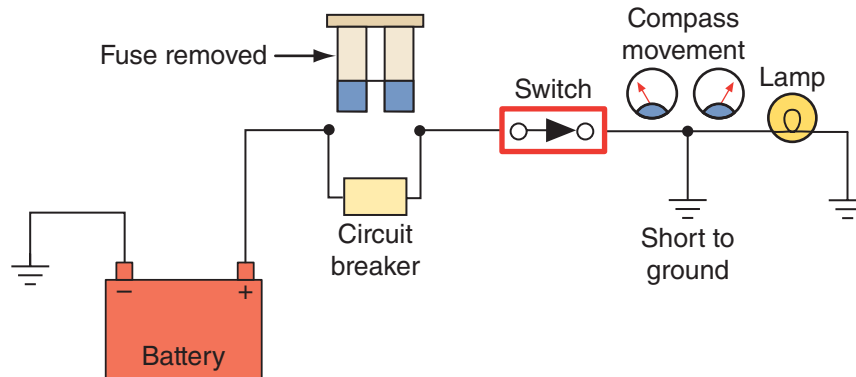 Compass
movement
Fuse removed
Lamp
Switch
Circuit
breaker
Short to
ground
− +
Battery